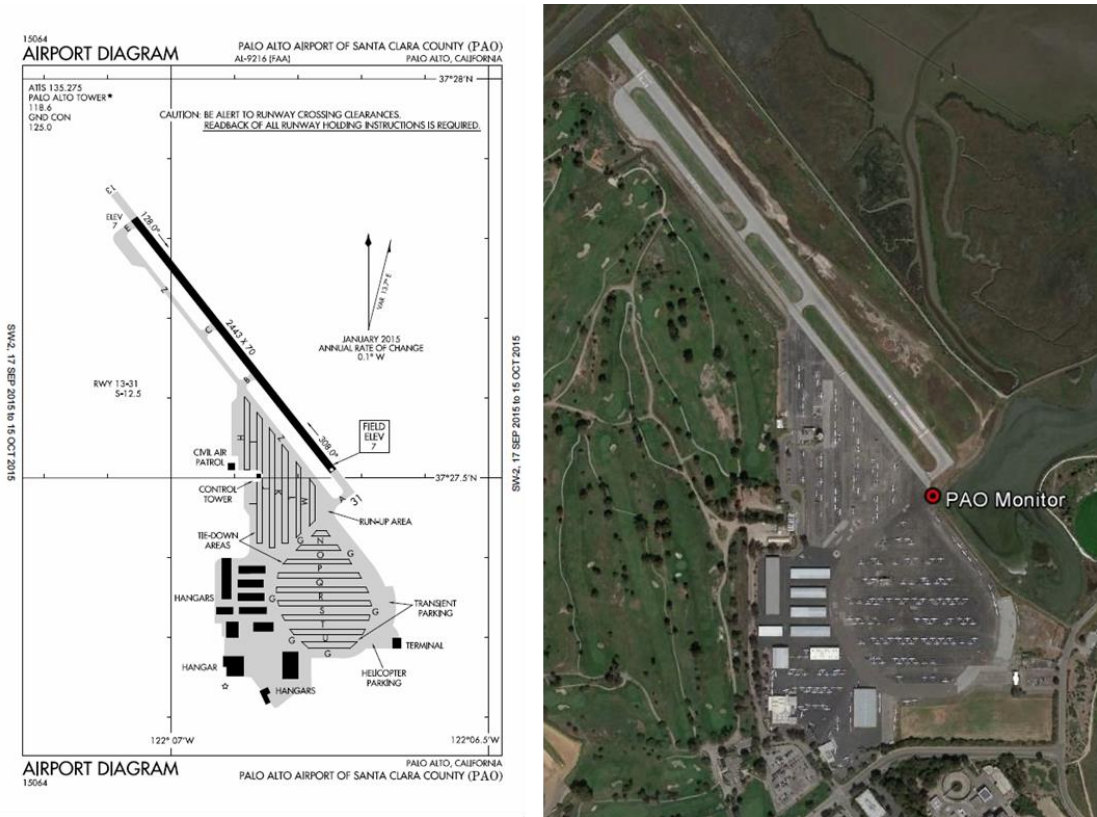 15064
AIRPORT DIAGRAM
PALO ALTO AIRPORT OF SANTA CLARA COUNTY (PAO)
AL-9216 (FAA)
PALO ALTO, CALIFORNIA
37°28'N
ATIS 135.275
PALO ALTO TOWER*
118.6
GND CON
125.0
CAUTION: BE ALERT TO RUNWAY CROSSING CLEARANCES.
READBACK OF ALL RUNWAY HOLDING INSTRUCTIONS IS REQUIRED.
13
ELEV
7
E
128.0°
VAR 13.7° E
Z
C
2443 X 70
JANUARY 2015
ANNUAL RATE OF CHANGE
0.1° W
SW-2, 17 SEP 2015 to 15 OCT 2015
SW-2, 17 SEP 2015 to 15 OCT 2015
RWY 13-31
S-12.5
B
H
Z
308.0°
FIELD
ELEV
7
CIVIL AIR
PATROL
37°27.5'N
CONTROL
TOWER
J
K
L
M
A
31
RUN-UP AREA
TIE-DOWN
AREAS
G
N
O
G
P
Q
HANGARS
G
R
S
G
TRANSIENT
PARKING
T
G
U
G
TERMINAL
HANGAR
HELICOPTER
PARKING
HANGARS
122° 07'W
122° 06.5'W
AIRPORT DIAGRAM
15064
PALO ALTO, CALIFORNIA
PALO ALTO AIRPORT OF SANTA CLARA COUNTY (PAO)
PAO Monitor